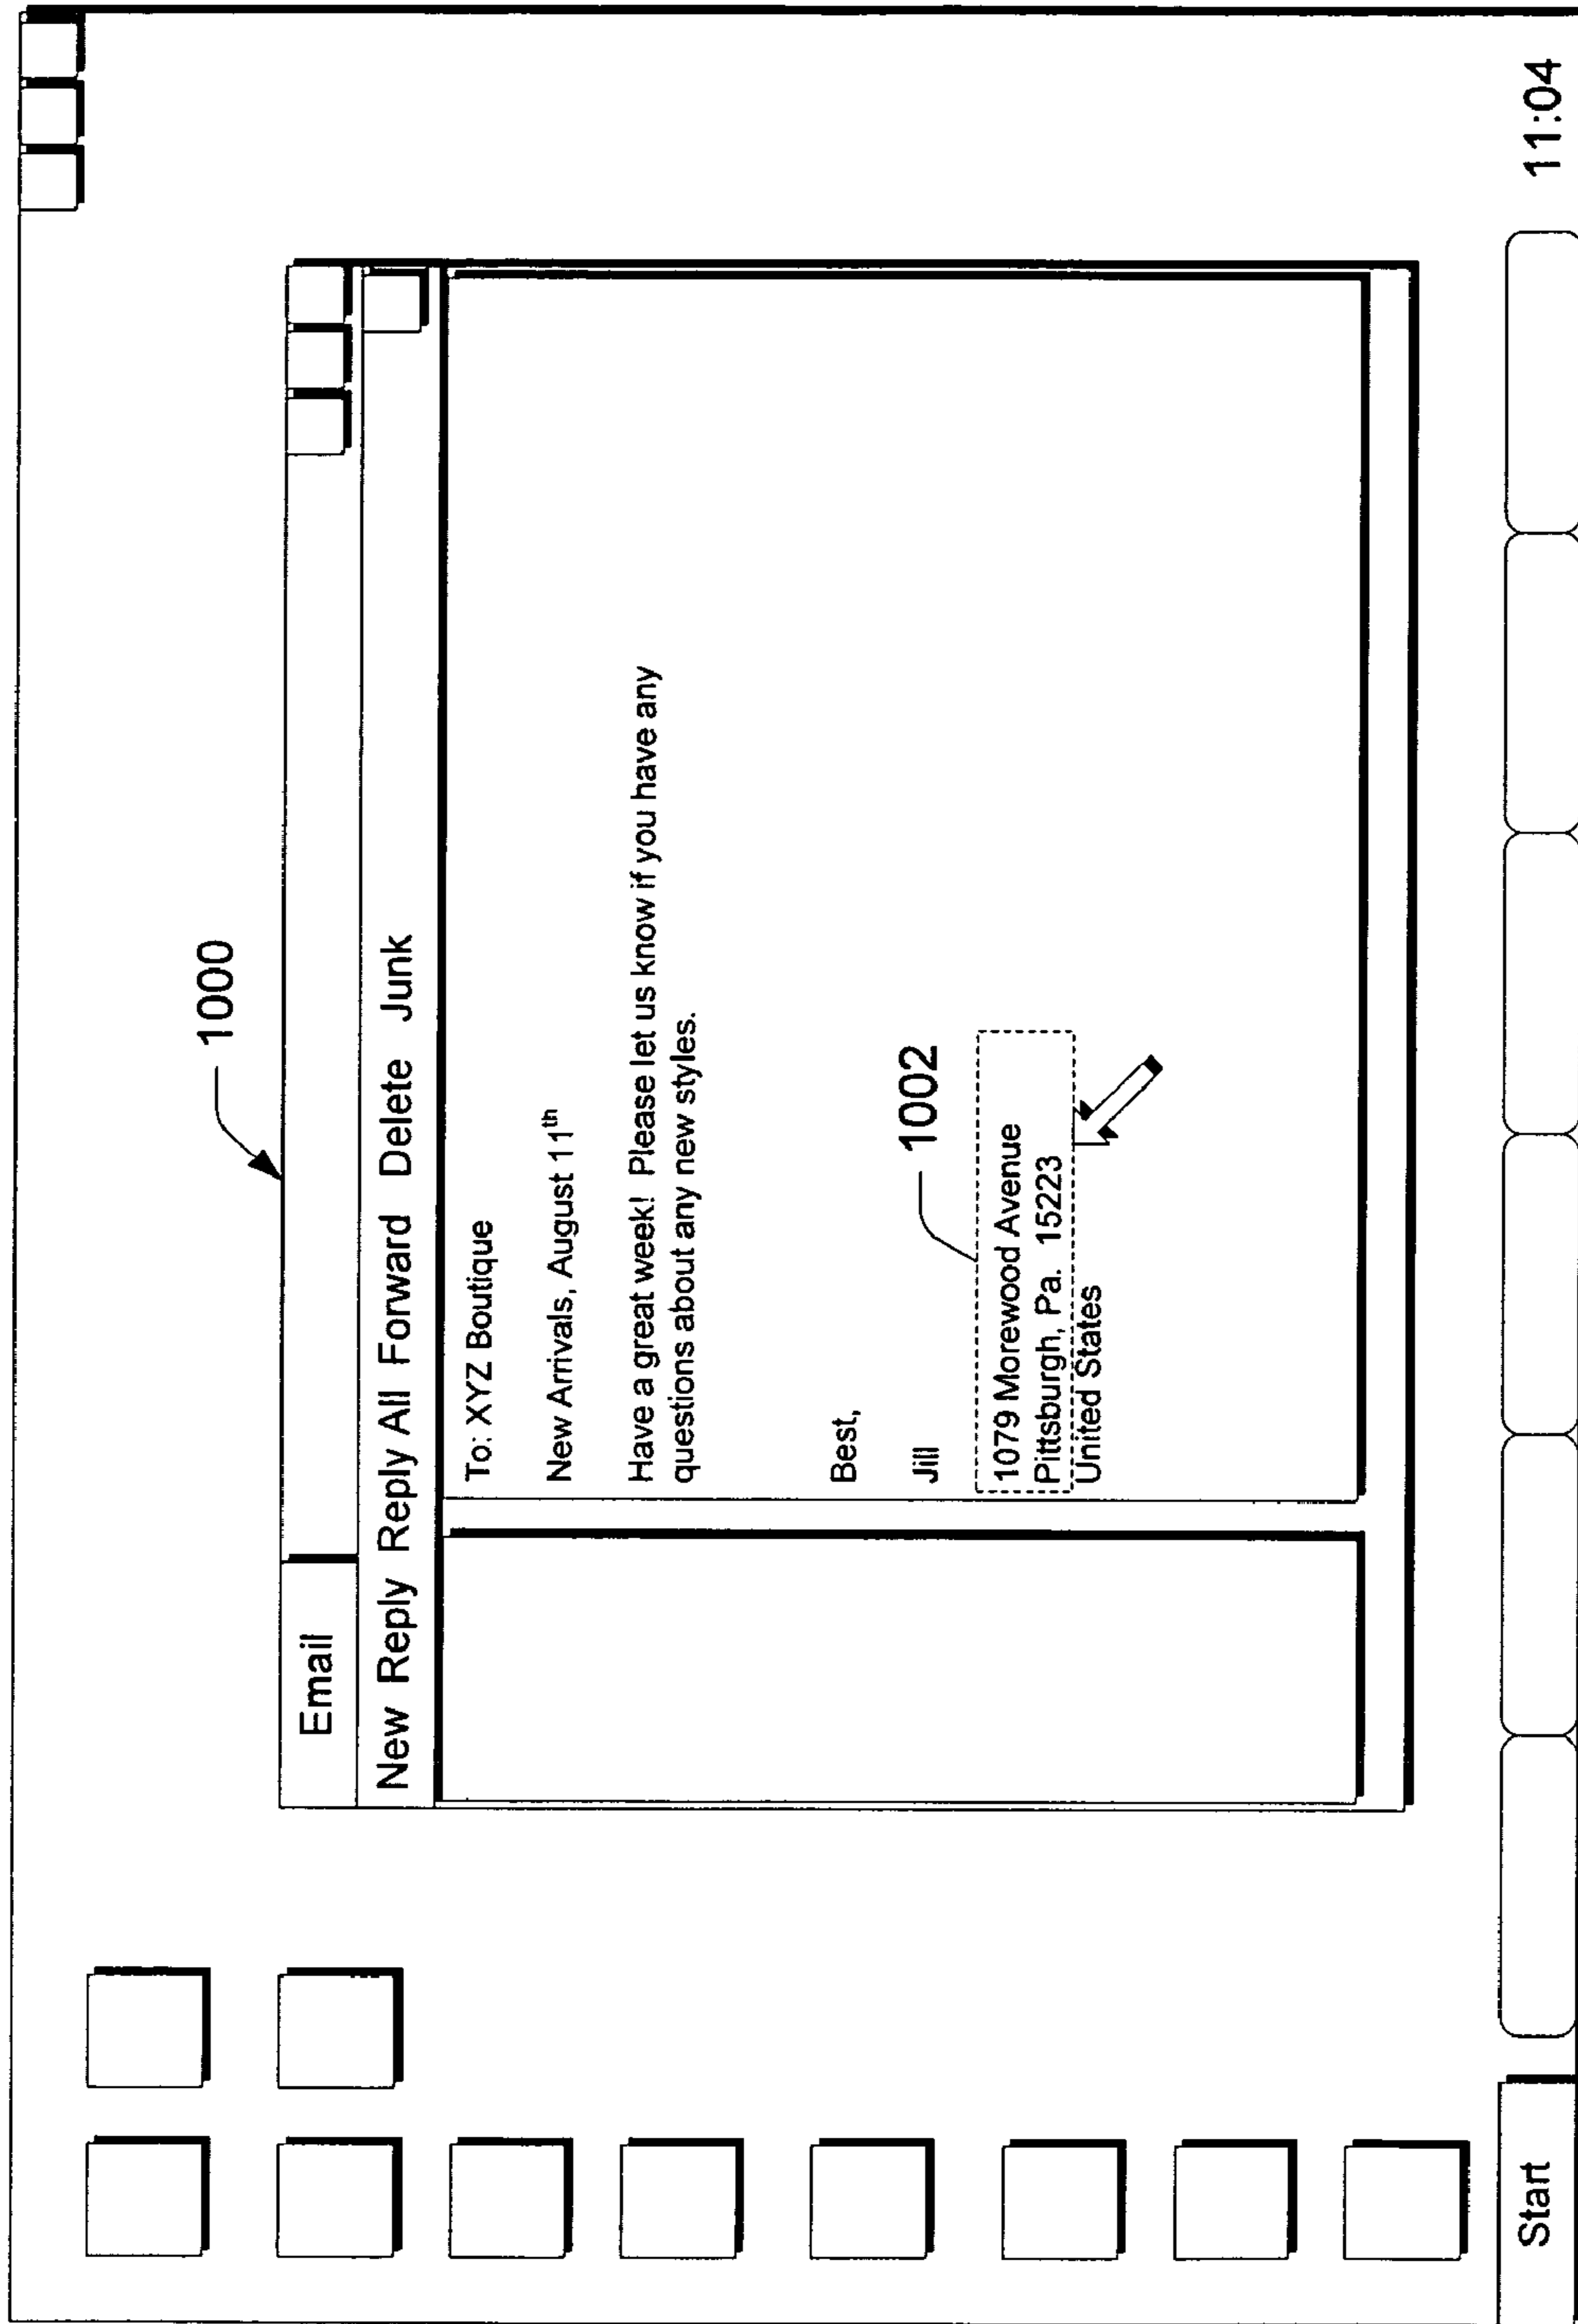 1000
Email
New Reply Reply All Forward Delete Junk
To: XYZ Boutique
New Arrivals, August 11th
Have a great week! Please let us know if you have any
questions about any new styles.
Best,
Jill
1002
1079 Morewood Avenue
Pittsburgh, Pa. 15223
United States
Start
11:04